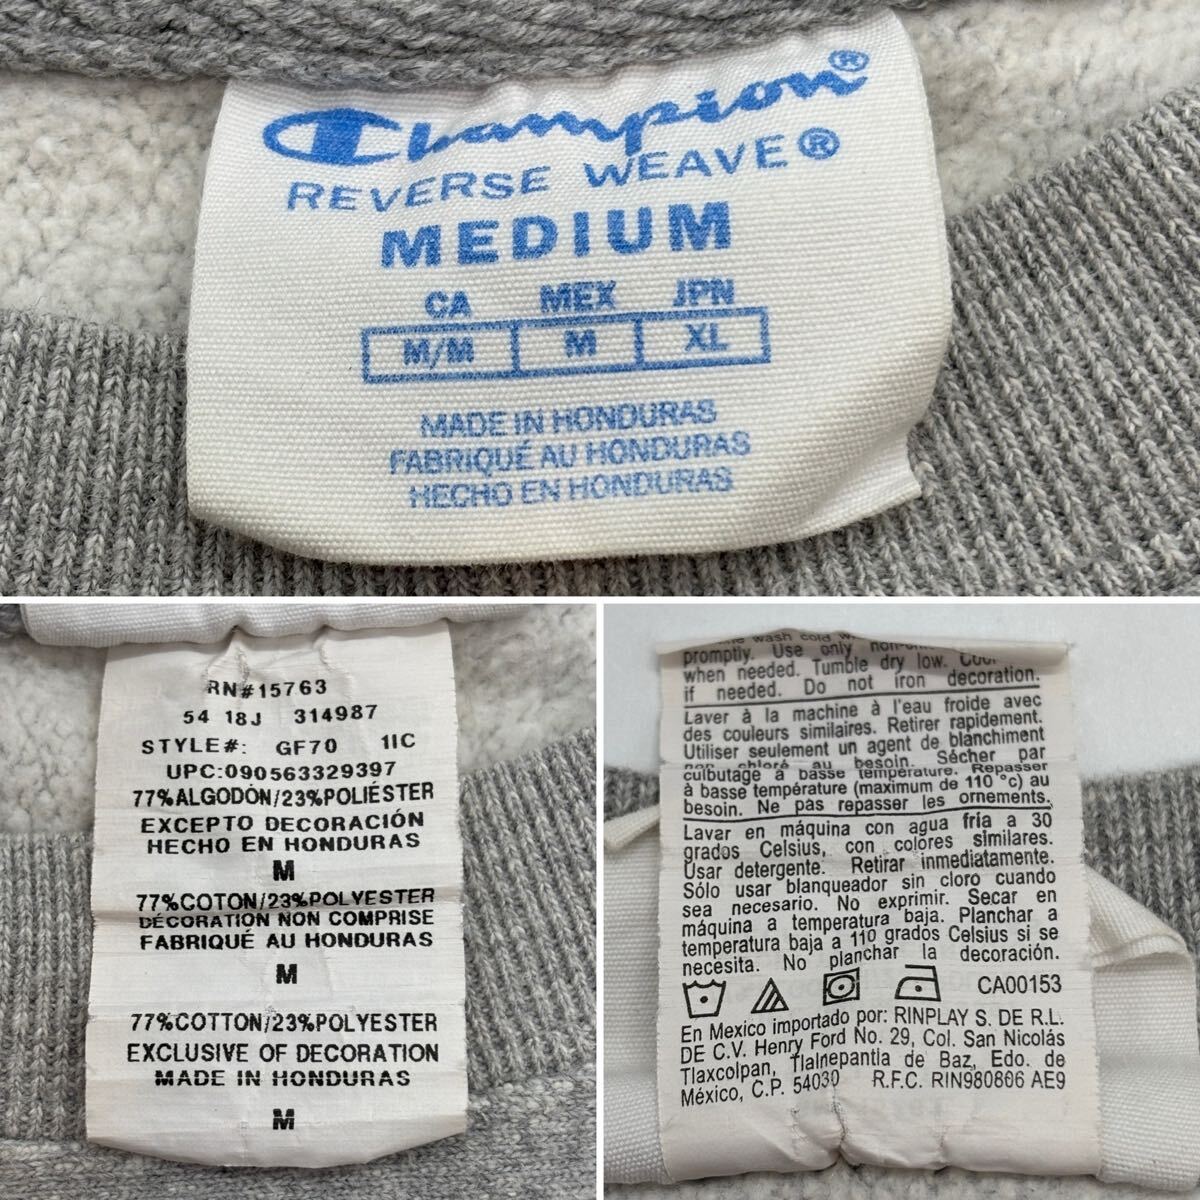 Champion®
REVERSE WEAVE®
MEDIUM
CA MEX JPN
M/M M XL
MADE IN HONDURAS
FABRIQUÉ AU HONDURAS
HECHO EN HONDURAS
RN#15763
54 18J 314987
STYLE#: GF70 1IC
UPC:090563329397
77%ALGODÓN/23%POLIÉSTER
EXCEPTO DECORACIÓN
HECHO EN HONDURAS
M
77%COTON/23%POLYESTER
DÉCORATION NON COMPRISE
FABRIQUÉ AU HONDURAS
M
77%COTTON/23%POLYESTER
EXCLUSIVE OF DECORATION
MADE IN HONDURAS
M
wash cold
promptly. Use only
when needed. Tumble dry low.
if needed. Do not iron decoration.
Laver à la machine à l'eau froide avec
des couleurs similaires. Retirer rapidement.
Utiliser seulement un agent de blanchiment
non chloré au besoin. Sécher par
culbutage à basse température. Repasser
à basse température (maximum de 110 °c) au
besoin. Ne pas repasser les ornements.
Lavar en máquina con agua fría a 30
grados Celsius, con colores similares.
Usar detergente. Retirar inmediatamente.
Sólo usar blanqueador sin cloro cuando
sea necesario. No exprimir. Secar en
máquina a temperatura baja. Planchar a
temperatura baja a 110 grados Celsius si se
necesita. No planchar la decoración.
CA00153
En Mexico importado por: RINPLAY S. DE R.L.
DE C.V. Henry Ford No. 29, Col. San Nicolás
Tlaxcolpan, Tlalnepantla de Baz, Edo. de
México, C.P. 54030 R.F.C. RIN980806 AE9